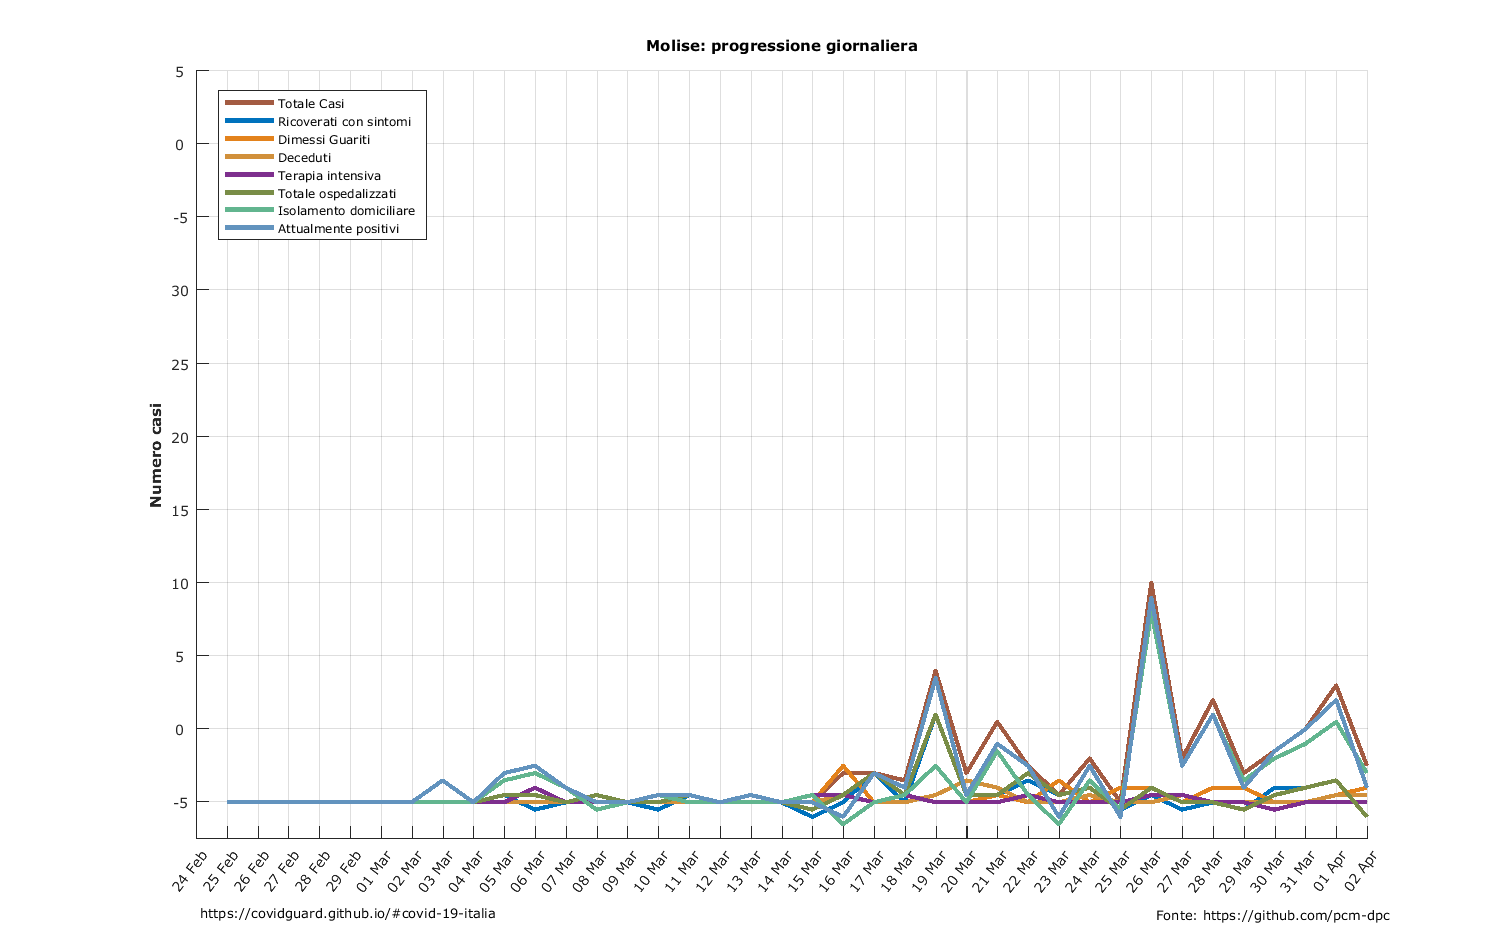 Molise: progressione giornaliera
5
0
-5
30
25
20
15
10
5
0
-5
Numero casi
Totale Casi
Ricoverati con sintomi
Dimessi Guariti
Deceduti
Terapia intensiva
Totale ospedalizzati
Isolamento domiciliare
Attualmente positivi
24 Feb
25 Feb
26 Feb
27 Feb
28 Feb
29 Feb
01 Mar
02 Mar
03 Mar
04 Mar
05 Mar
06 Mar
07 Mar
08 Mar
09 Mar
10 Mar
11 Mar
12 Mar
13 Mar
14 Mar
15 Mar
16 Mar
17 Mar
18 Mar
19 Mar
20 Mar
21 Mar
22 Mar
23 Mar
24 Mar
25 Mar
26 Mar
27 Mar
28 Mar
29 Mar
30 Mar
31 Mar
01 Apr
02 Apr
https://covidguard.github.io/#covid-19-italia
Fonte: https://github.com/pcm-dpc